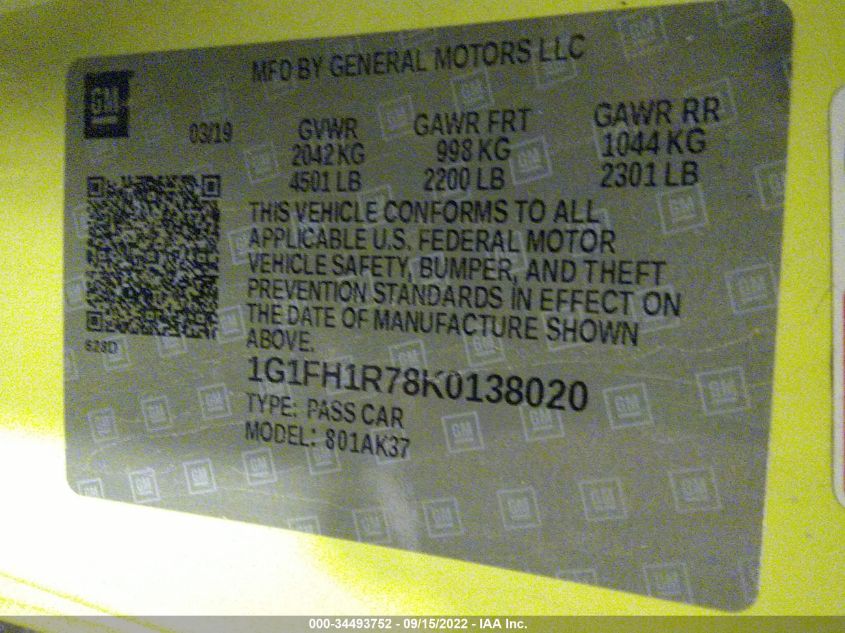 MFD BY GENERAL MOTORS LLC
GM
03/19 GVWR GAWR FRT GAWR RR
2042 KG 998 KG 1044 KG
4501 LB 2200 LB 2301 LB
THIS VEHICLE CONFORMS TO ALL
APPLICABLE U.S. FEDERAL MOTOR
VEHICLE SAFETY, BUMPER, AND THEFT
PREVENTION STANDARDS IN EFFECT ON
THE DATE OF MANUFACTURE SHOWN
ABOVE.
628D
1G1FH1R78K0138020
TYPE: PASS CAR
MODEL: 801AK37
000-34493752 - 09/15/2022 - IAA Inc.